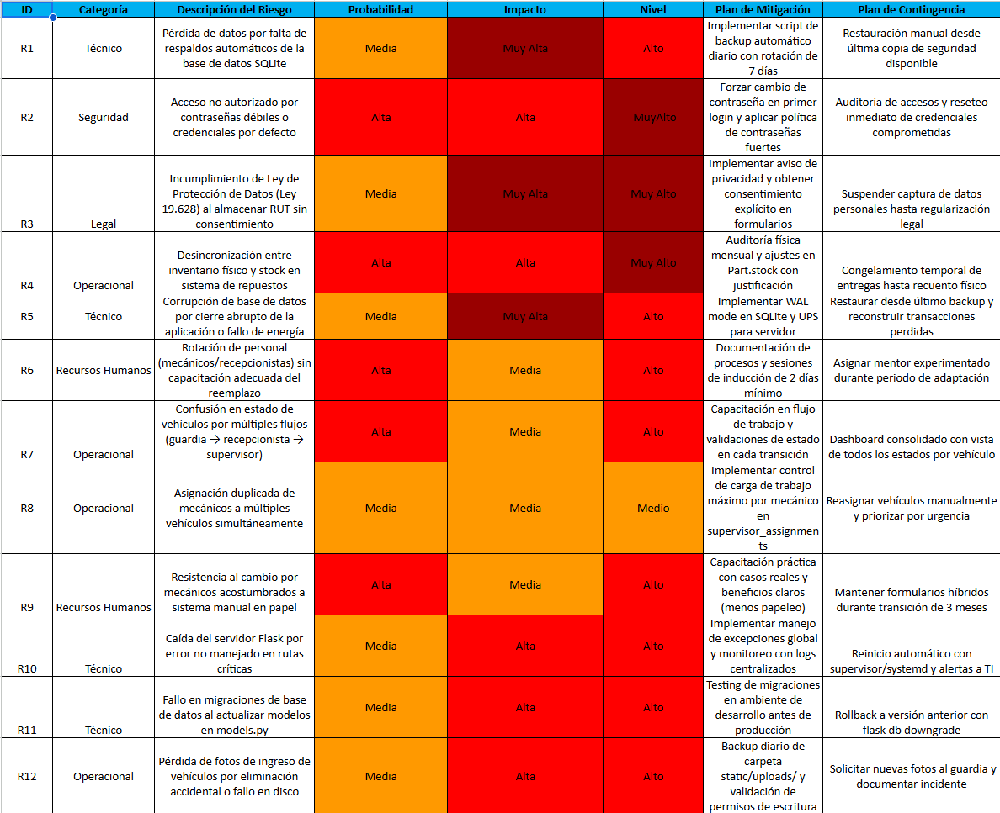 ID Categoría Descripción del Riesgo Probabilidad Impacto Nivel Plan de Mitigación Plan de Contingencia
R1
Técnico
Pérdida de datos por falta de
respaldos automáticos de la
base de datos SQLite
Media
Muy Alta
Alto
Implementar script de
backup automático
diario con rotación de
7 días
Restauración manual desde
última copia de seguridad
disponible
R2
Seguridad
Acceso no autorizado por
contraseñas débiles o
credenciales por defecto
Alta
Alta
MuyAlto
Forzar cambio de
contraseña en primer
login y aplicar política
de contraseñas
fuertes
Auditoría de accesos y reseteo
inmediato de credenciales
comprometidas
R3
Legal
Incumplimiento de Ley de
Protección de Datos (Ley
19.628) al almacenar RUT sin
consentimiento
Media
Muy Alta
Muy Alto
Implementar aviso de
privacidad y obtener
consentimiento
explícito en
formularios
Suspender captura de datos
personales hasta regularización
legal
R4
Operacional
Desincronización entre
inventario físico y stock en
sistema de repuestos
Alta
Alta
Muy Alto
Auditoría física
mensual y ajustes en
Part.stock con
justificación
Congelamiento temporal de
entregas hasta recuento físico
R5
Técnico
Corrupción de base de datos
por cierre abrupto de la
aplicación o fallo de energía
Media
Muy Alta
Alto
Implementar WAL
mode en SQLite y UPS
para servidor
Restaurar desde último backup y
reconstruir transacciones
perdidas
R6
Recursos Humanos
Rotación de personal
(mecánicos/recepcionistas) sin
capacitación adecuada del
reemplazo
Alta
Media
Alto
Documentación de
procesos y sesiones
de inducción de 2 días
mínimo
Asignar mentor experimentado
durante periodo de adaptación
R7
Operacional
Confusión en estado de
vehículos por múltiples flujos
(guardia → recepcionista →
supervisor)
Alta
Media
Alto
Capacitación en flujo
de trabajo y
validaciones de estado
en cada transición
Dashboard consolidado con vista
de todos los estados por vehículo
R8
Operacional
Asignación duplicada de
mecánicos a múltiples
vehículos simultáneamente
Media
Media
Medio
Implementar control
de carga de trabajo
máximo por mecánico
en
supervisor_assignmen
ts
Reasignar vehículos manualmente
y priorizar por urgencia
R9
Recursos Humanos
Resistencia al cambio por
mecánicos acostumbrados a
sistema manual en papel
Alta
Media
Alto
Capacitación práctica
con casos reales y
beneficios claros
(menos papeleo)
Mantener formularios híbridos
durante transición de 3 meses
R10
Técnico
Caída del servidor Flask por
error no manejado en rutas
críticas
Media
Alta
Alto
Implementar manejo
de excepciones global
y monitoreo con logs
centralizados
Reinicio automático con
supervisor/systemd y alertas a TI
R11
Técnico
Fallo en migraciones de base
de datos al actualizar modelos
en models.py
Media
Alta
Alto
Testing de migraciones
en ambiente de
desarrollo antes de
producción
Rollback a versión anterior con
flask db downgrade
R12
Operacional
Pérdida de fotos de ingreso de
vehículos por eliminación
accidental o fallo en disco
Media
Alta
Alto
Backup diario de
carpeta
static/uploads/ y
validación de
permisos de escritura
Solicitar nuevas fotos al guardia y
documentar incidente